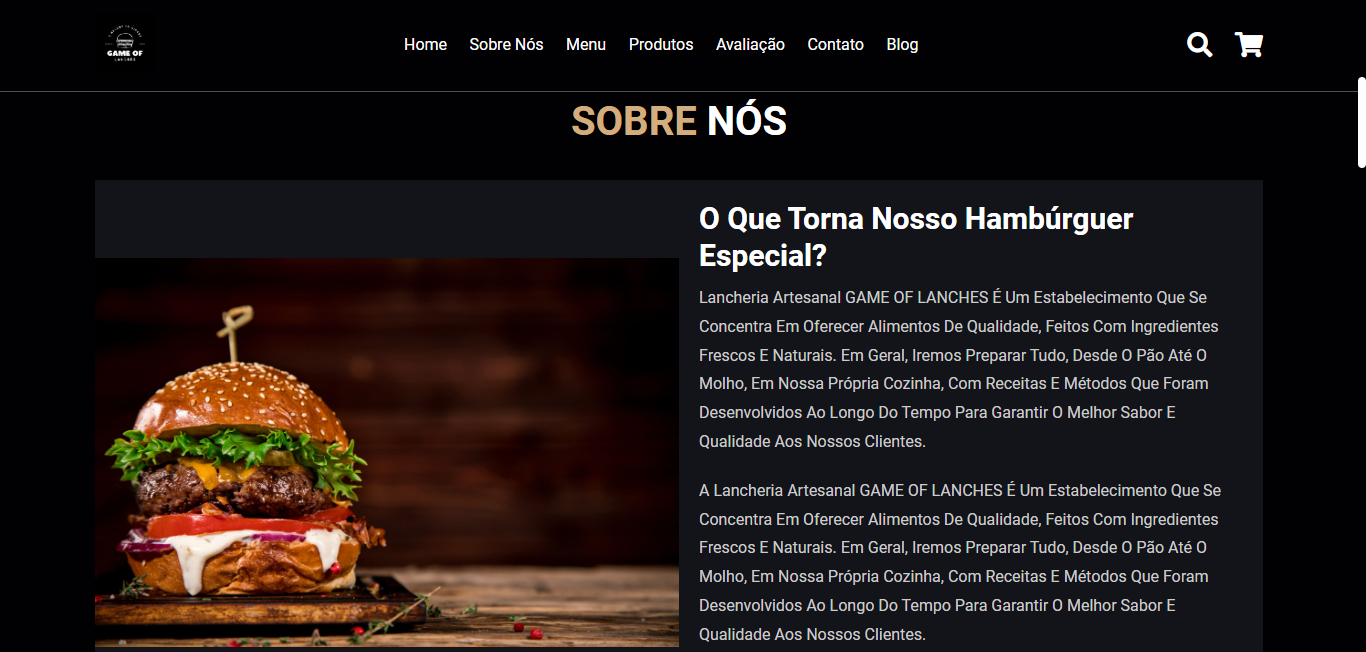 GAME OF
LANCHES
Home Sobre Nós Menu Produtos Avaliação Contato Blog
SOBRE NÓS
O Que Torna Nosso Hambúrguer
Especial?
Lancheria Artesanal GAME OF LANCHES É Um Estabelecimento Que Se
Concentra Em Oferecer Alimentos De Qualidade, Feitos Com Ingredientes
Frescos E Naturais. Em Geral, Iremos Preparar Tudo, Desde O Pão Até O
Molho, Em Nossa Própria Cozinha, Com Receitas E Métodos Que Foram
Desenvolvidos Ao Longo Do Tempo Para Garantir O Melhor Sabor E
Qualidade Aos Nossos Clientes.
A Lancheria Artesanal GAME OF LANCHES É Um Estabelecimento Que Se
Concentra Em Oferecer Alimentos De Qualidade, Feitos Com Ingredientes
Frescos E Naturais. Em Geral, Iremos Preparar Tudo, Desde O Pão Até O
Molho, Em Nossa Própria Cozinha, Com Receitas E Métodos Que Foram
Desenvolvidos Ao Longo Do Tempo Para Garantir O Melhor Sabor E
Qualidade Aos Nossos Clientes.